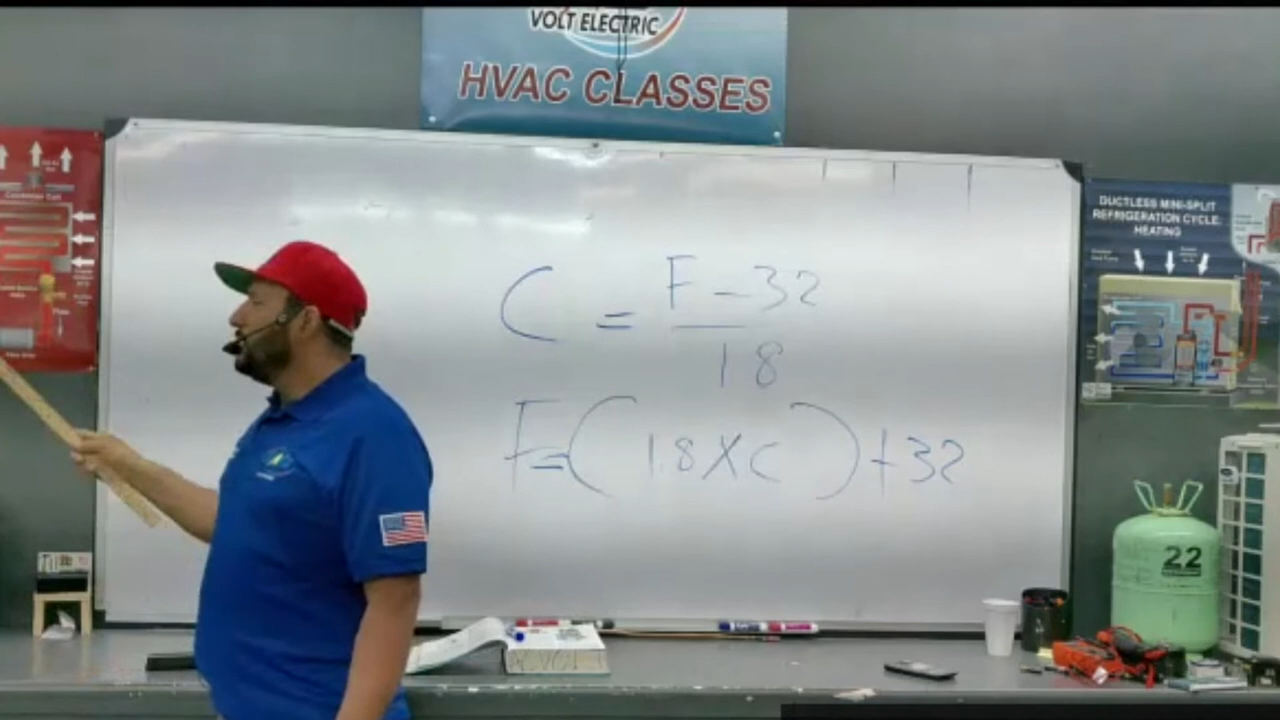 VOLT ELECTRIC
HVAC CLASSES
DUCTLESS MINI-SPLIT
REFRIGERATION CYCLE:
HEATING
C = F - 32
18
F = ( 1.8 X C ) + 32
22